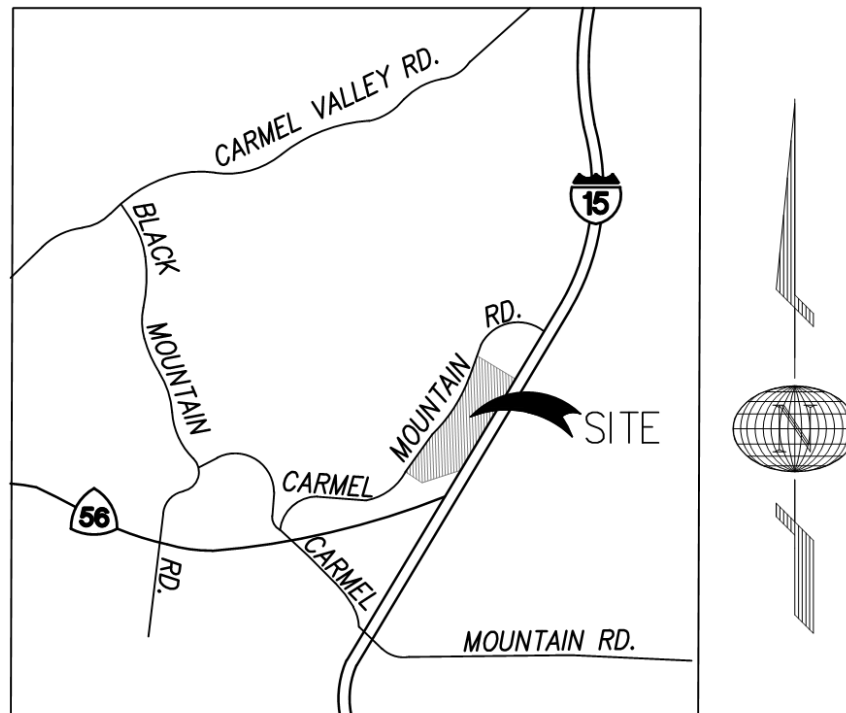 CARMEL VALLEY RD.
15
BLACK
MOUNTAIN
RD.
MOUNTAIN
RD.
SITE
CARMEL
56
CARMEL
MOUNTAIN RD.
N